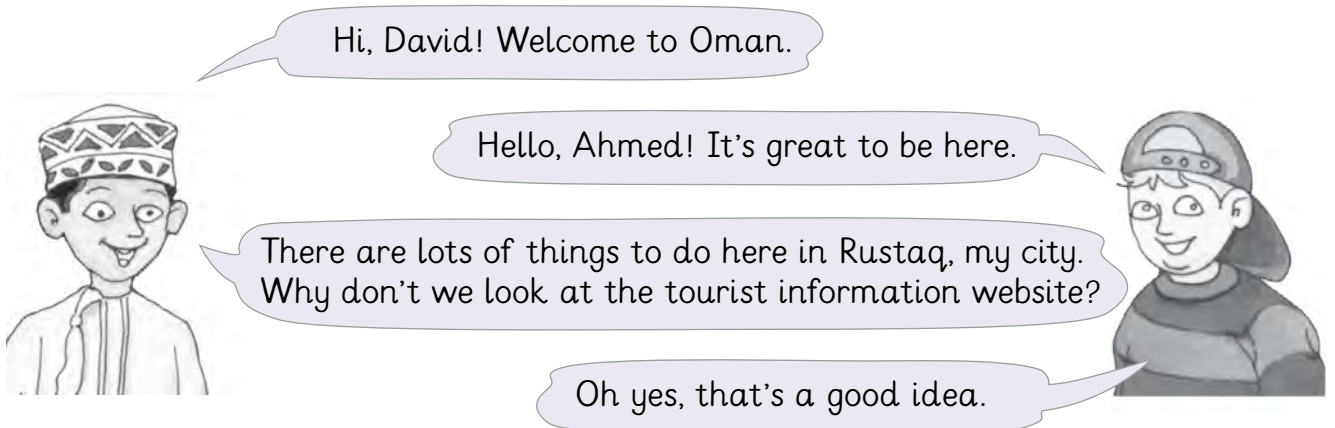 Hi, David! Welcome to Oman.
Hello, Ahmed! It's great to be here.
There are lots of things to do here in Rustaq, my city.
Why don't we look at the tourist information website?
Oh yes, that's a good idea.